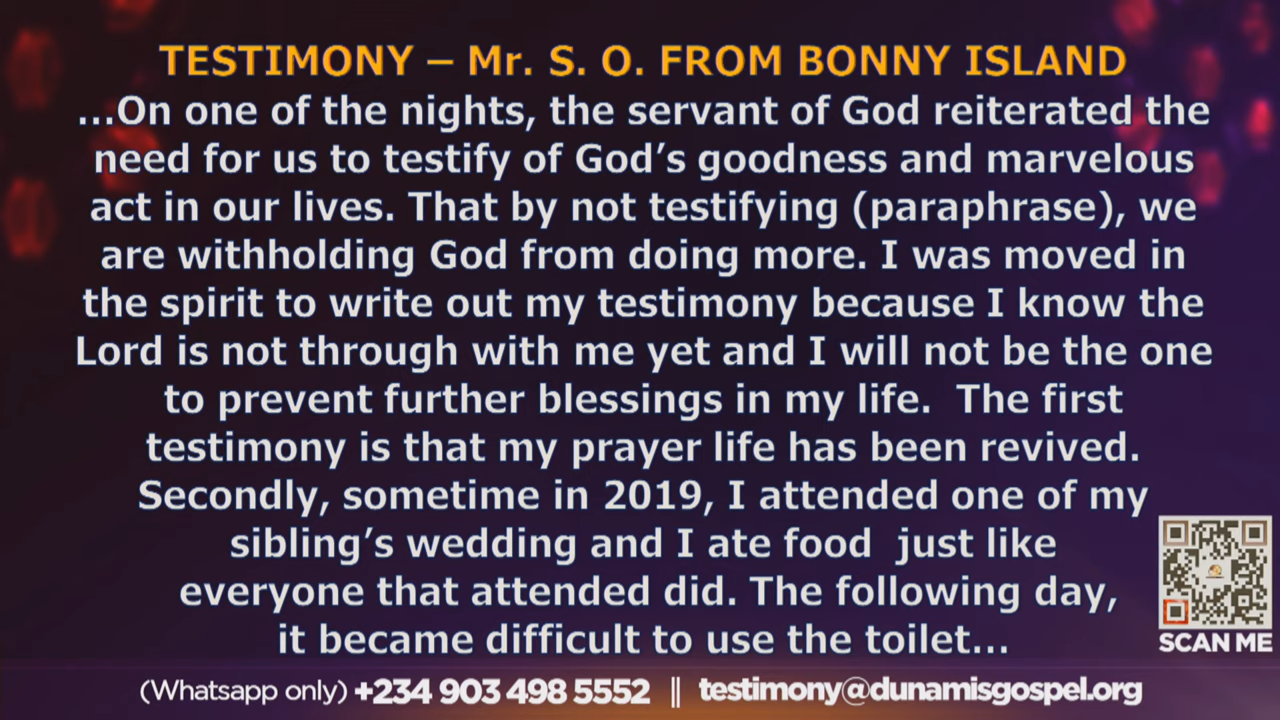 TESTIMONY – Mr. S. O. FROM BONNY ISLAND
...On one of the nights, the servant of God reiterated the
need for us to testify of God's goodness and marvelous
act in our lives. That by not testifying (paraphrase), we
are withholding God from doing more. I was moved in
the spirit to write out my testimony because I know the
Lord is not through with me yet and I will not be the one
to prevent further blessings in my life.  The first
testimony is that my prayer life has been revived.
Secondly, sometime in 2019, I attended one of my
sibling's wedding and I ate food  just like
everyone that attended did. The following day,
it became difficult to use the toilet...
SCAN ME
(Whatsapp only) +234 903 498 5552 || testimony@dunamisgospel.org